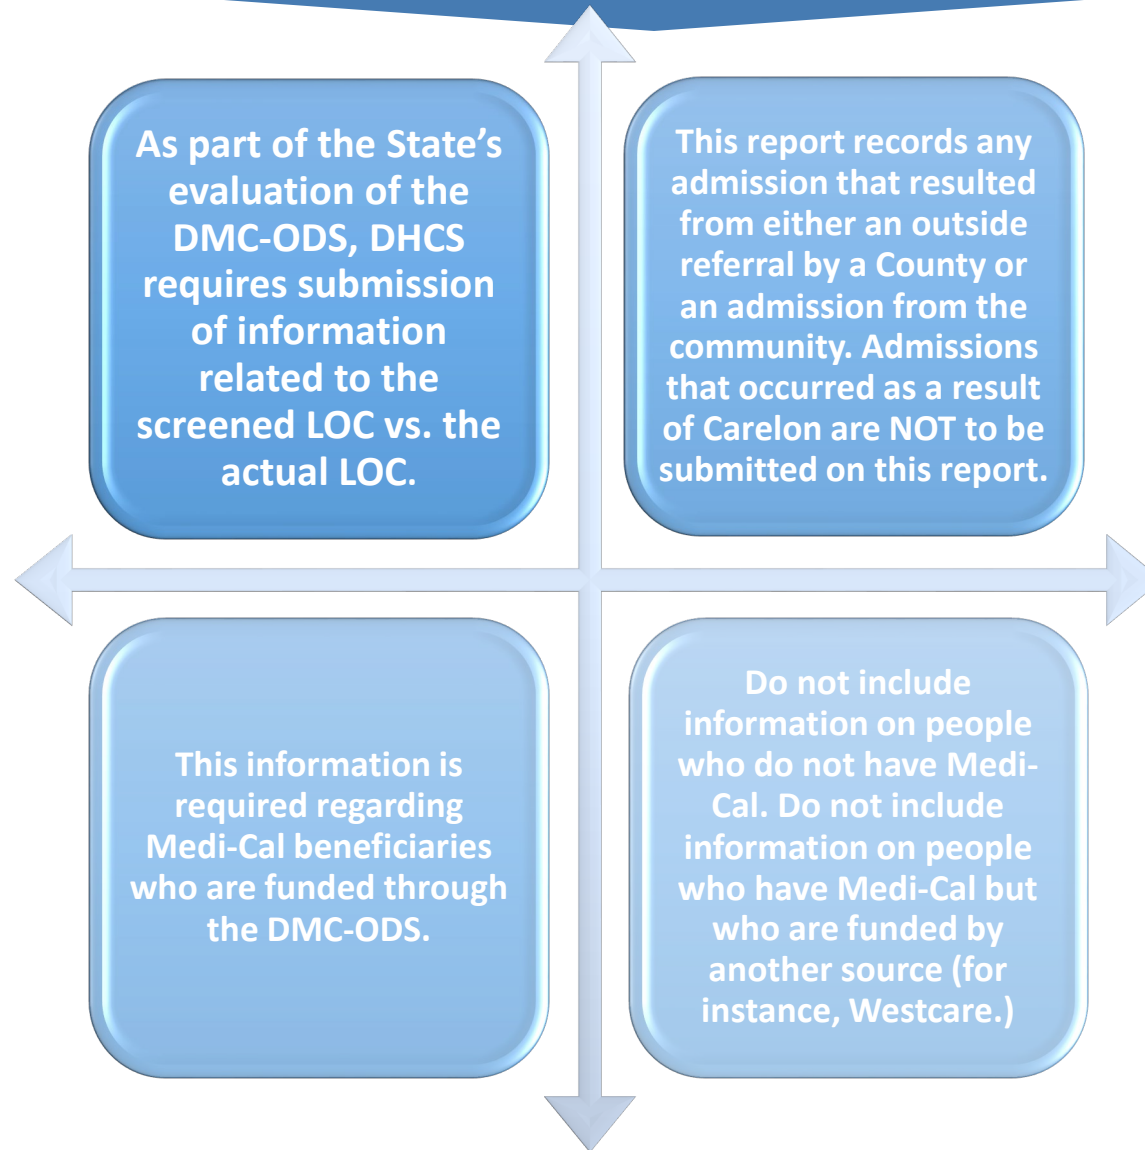 As part of the State’s
evaluation of the
DMC-ODS, DHCS
requires submission
of information
related to the
screened LOC vs. the
actual LOC.
This report records any
admission that resulted
from either an outside
referral by a County or
an admission from the
community. Admissions
that occurred as a result
of Carelon are NOT to be
submitted on this report.
This information is
required regarding
Medi-Cal beneficiaries
who are funded through
the DMC-ODS.
Do not include
information on people
who do not have Medi-
Cal. Do not include
information on people
who have Medi-Cal but
who are funded by
another source (for
instance, Westcare.)